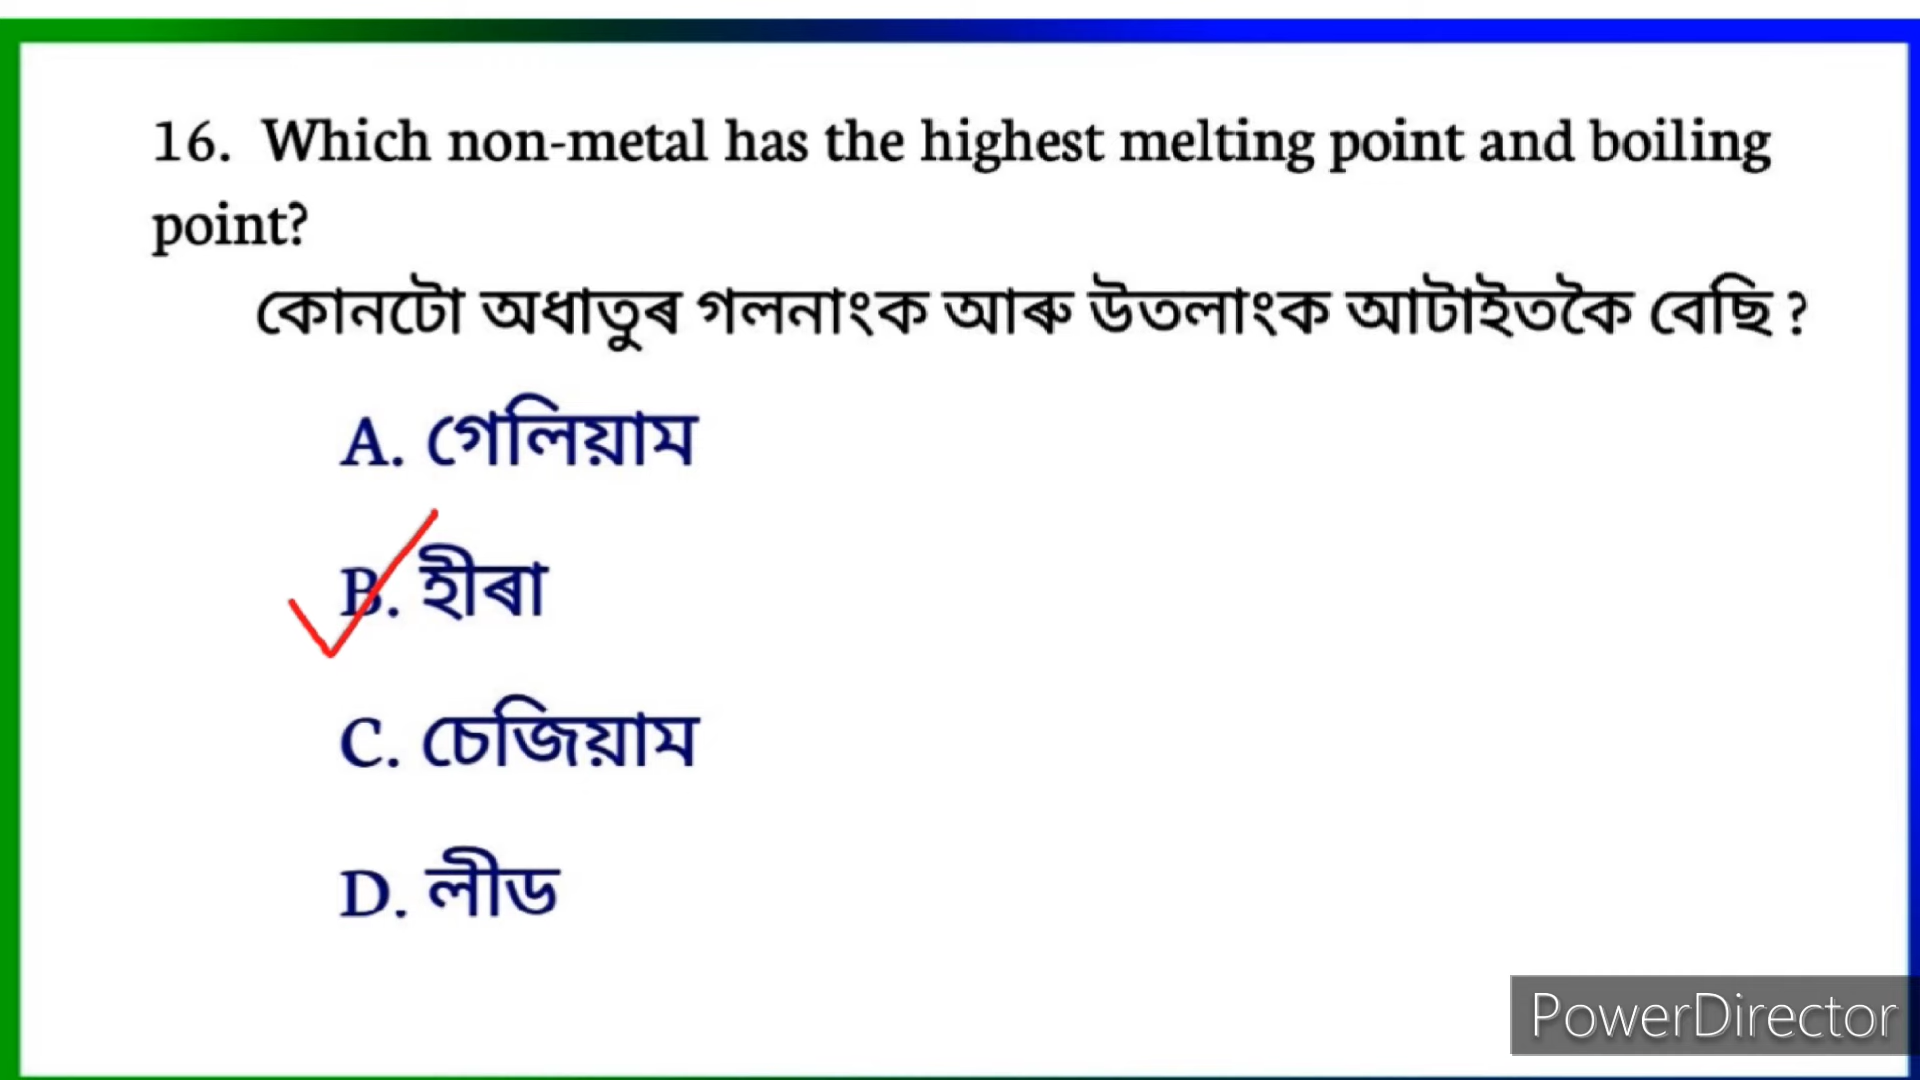 16. Which non-metal has the highest melting point and boiling
point?
কোনটো অধাতুৰ গলনাংক আৰু উতলাংক আটাইতকৈ বেছি ?
A. গেলিয়াম
B. হীৰা
C. চেজিয়াম
D. লীড
PowerDirector